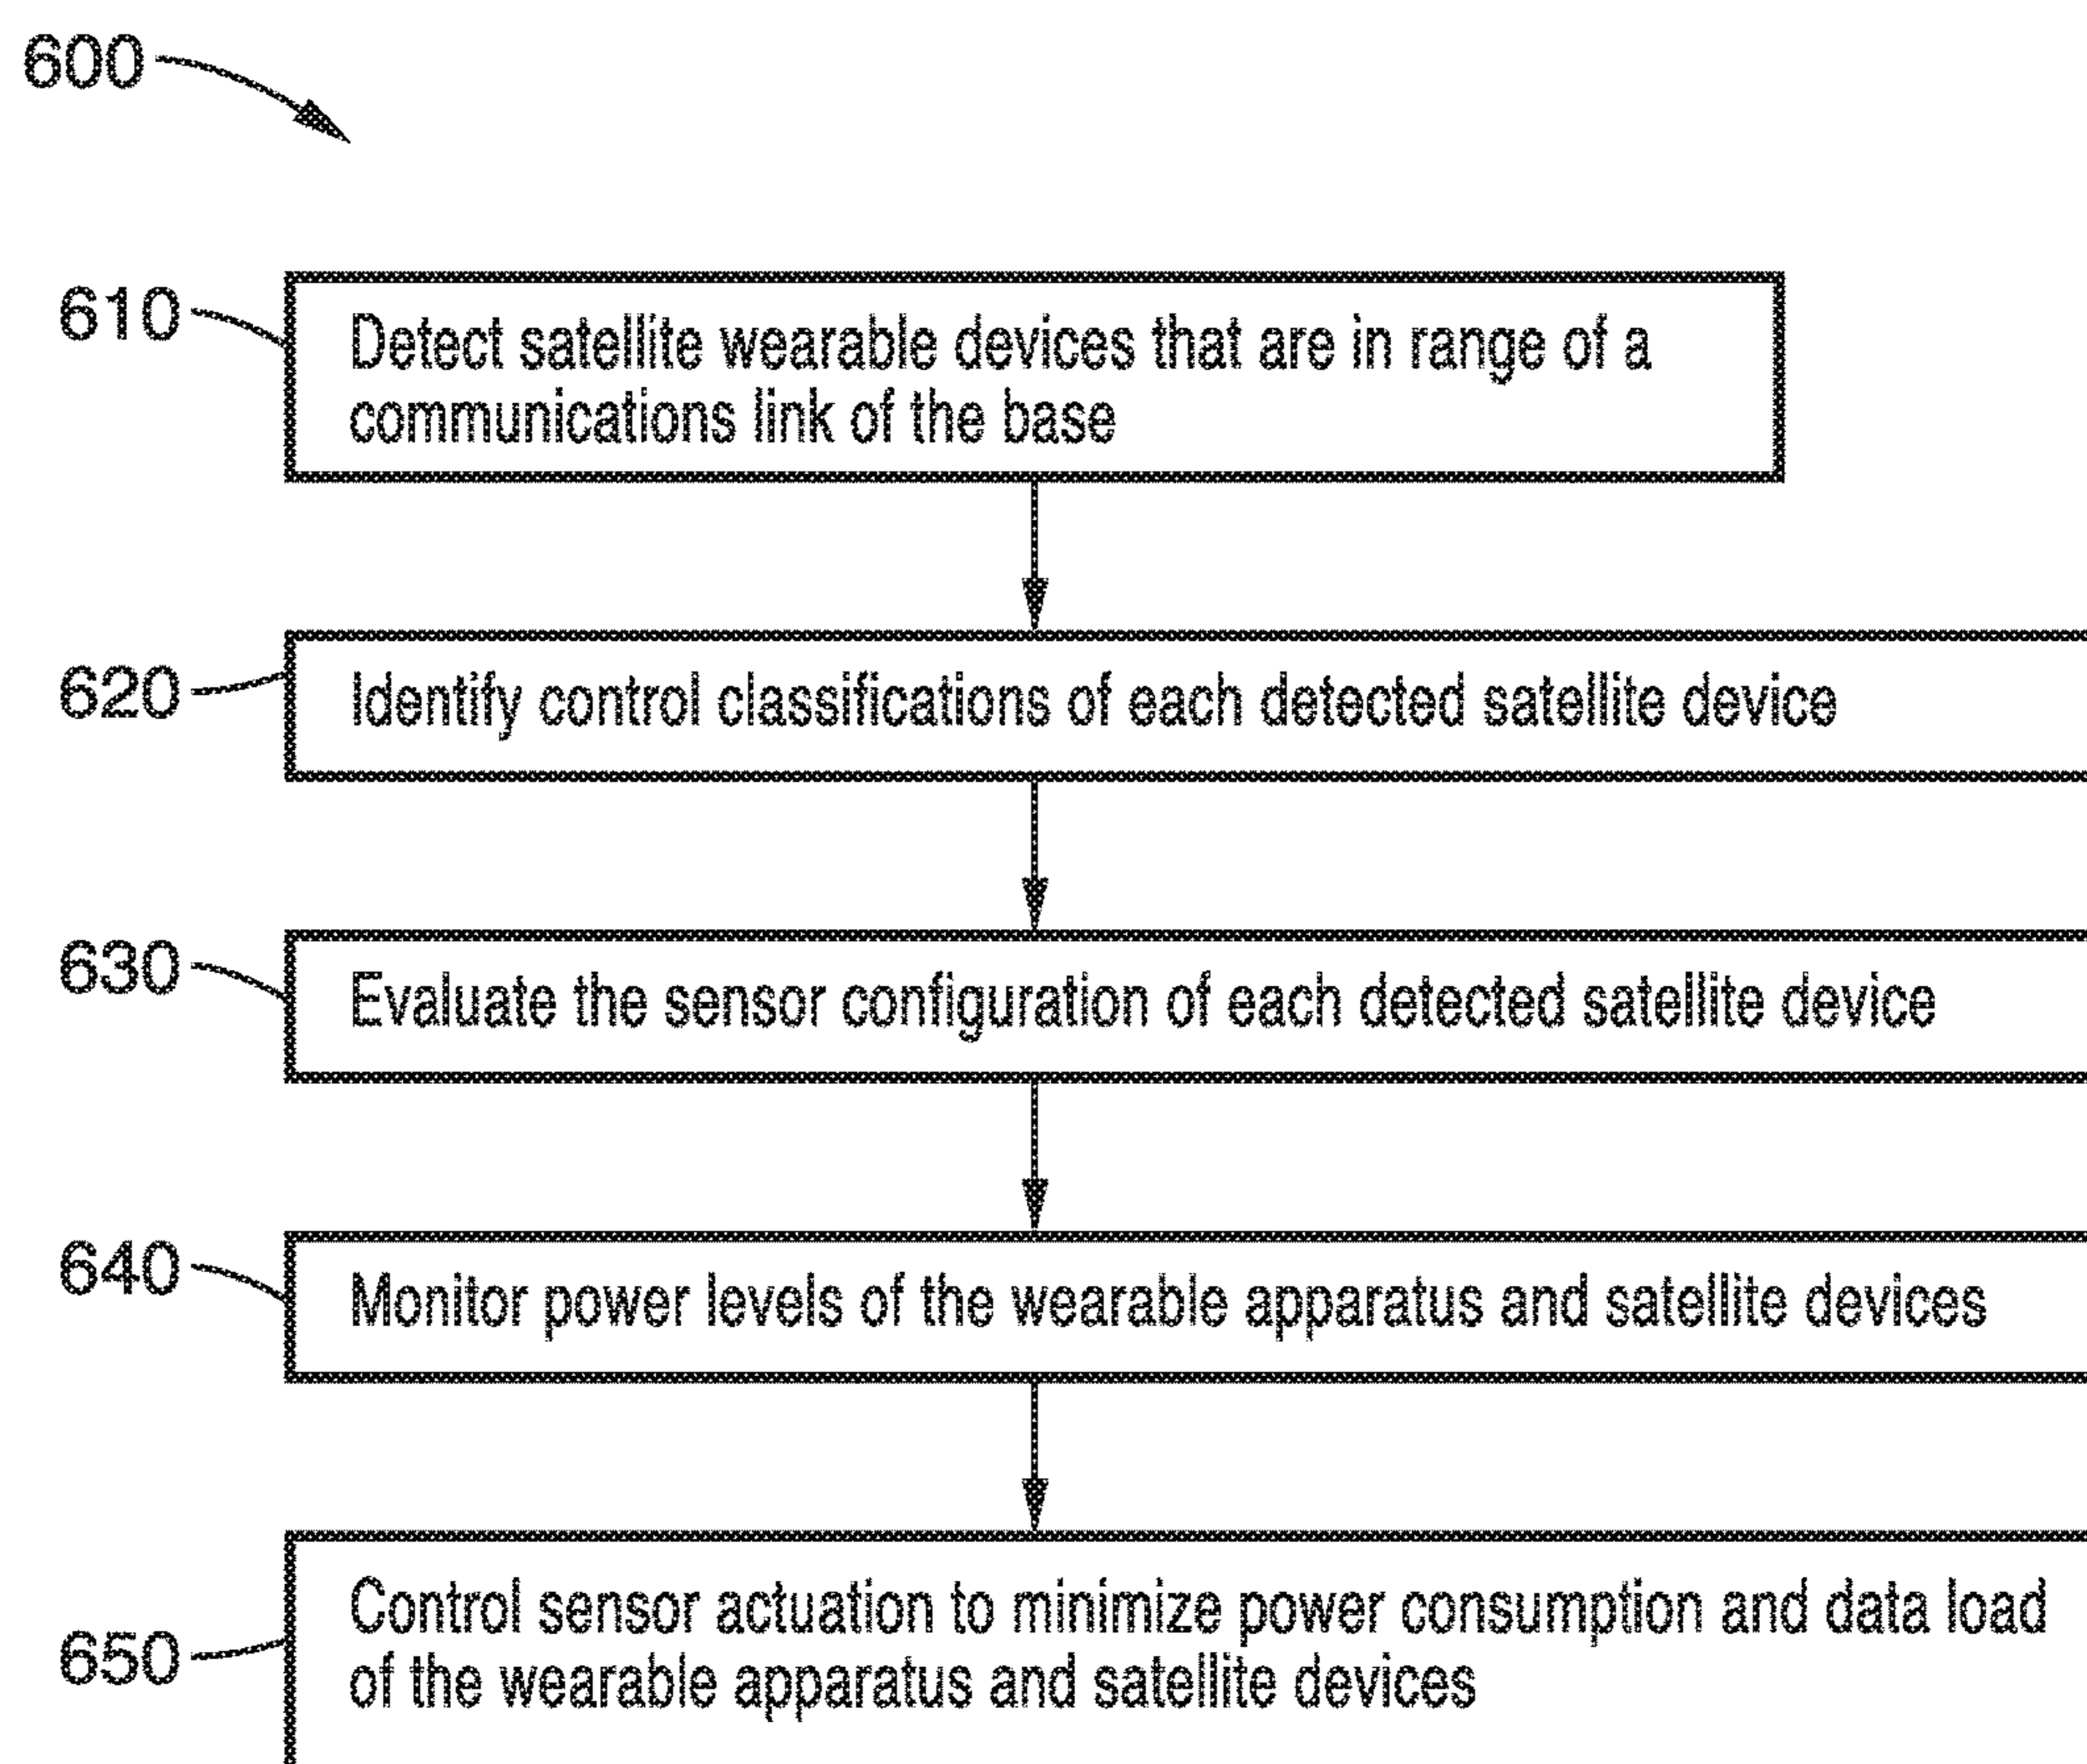 600
610
Detect satellite wearable devices that are in range of a
communications link of the base
620
Identify control classifications of each detected satellite device
630
Evaluate the sensor configuration of each detected satellite device
640
Monitor power levels of the wearable apparatus and satellite devices
650
Control sensor actuation to minimize power consumption and data load
of the wearable apparatus and satellite devices